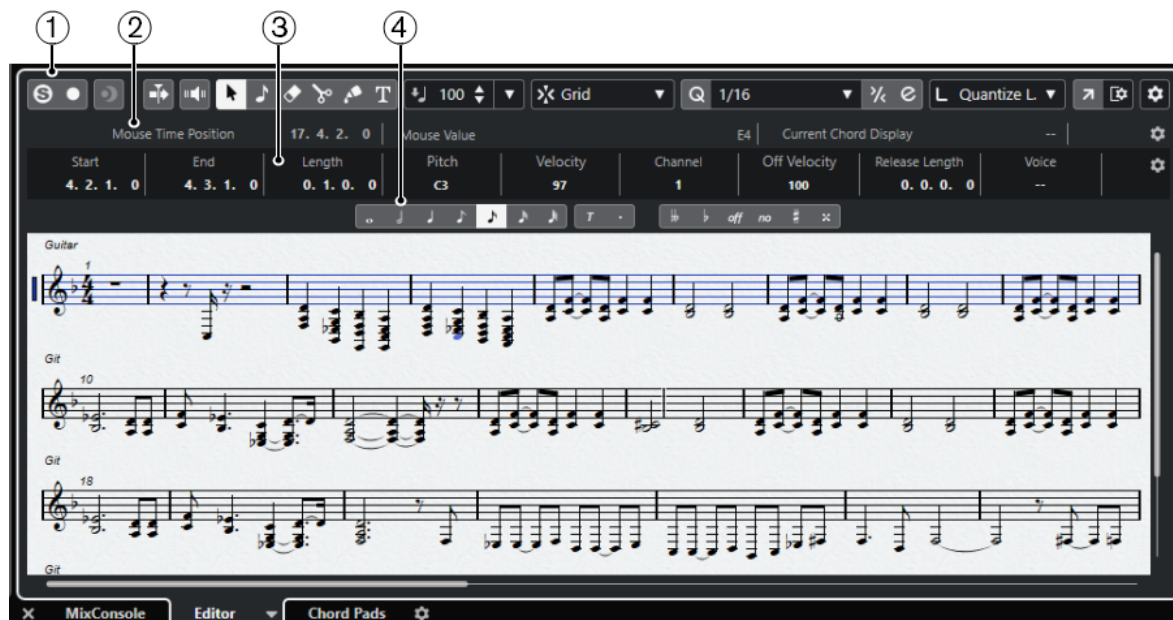 1 2 3 4
S 100 Grid Q 1/16 L Quantize L.
Mouse Time Position 17. 4. 2. 0 Mouse Value E4 Current Chord Display --
Start End Length Pitch Velocity Channel Off Velocity Release Length Voice
4. 2. 1. 0 4. 3. 1. 0 0. 1. 0. 0 C3 97 1 100 0. 0. 0. 0 --
T . off no
Guitar
1
4
4
Git
10
Git
18
Git
MixConsole Editor Chord Pads